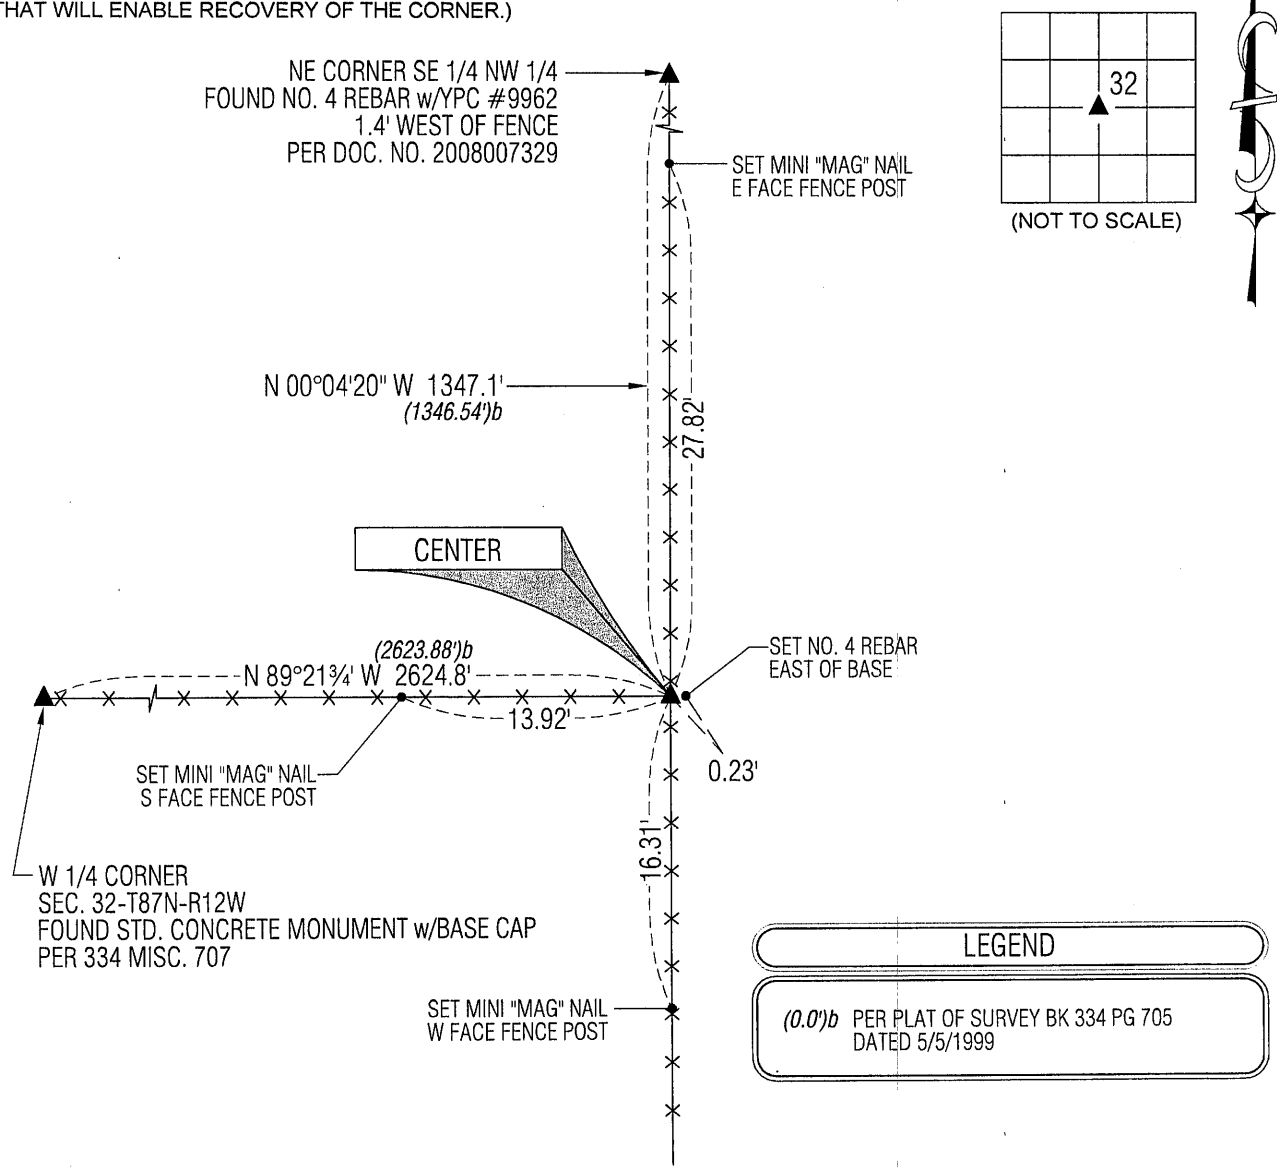 THAT WILL ENABLE RECOVERY OF THE CORNER.)
32
(NOT TO SCALE)
NE CORNER SE 1/4 NW 1/4
FOUND NO. 4 REBAR w/YPC #9962
1.4' WEST OF FENCE
PER DOC. NO. 2008007329
SET MINI "MAG" NAIL
E FACE FENCE POST
N 00°04'20" W 1347.1'
(1346.54')b
27.82'
CENTER
(2623.88')b
N 89°21¾' W 2624.8'
13.92'
SET NO. 4 REBAR
EAST OF BASE
0.23'
SET MINI "MAG" NAIL
S FACE FENCE POST
16.31'
W 1/4 CORNER
SEC. 32-T87N-R12W
FOUND STD. CONCRETE MONUMENT w/BASE CAP
PER 334 MISC. 707
SET MINI "MAG" NAIL
W FACE FENCE POST
LEGEND
(0.0')b PER PLAT OF SURVEY BK 334 PG 705
DATED 5/5/1999